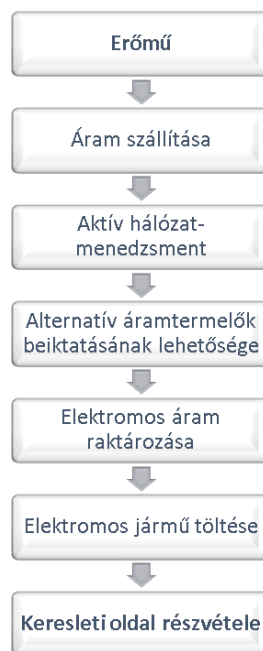 Erőmű
Áram szállítása
Aktív hálózat-
menedzsment
Alternatív áramtermelők
beiktatásának lehetősége
Elektromos áram
raktározása
Elektromos jármű töltése
Keresleti oldal részvétele